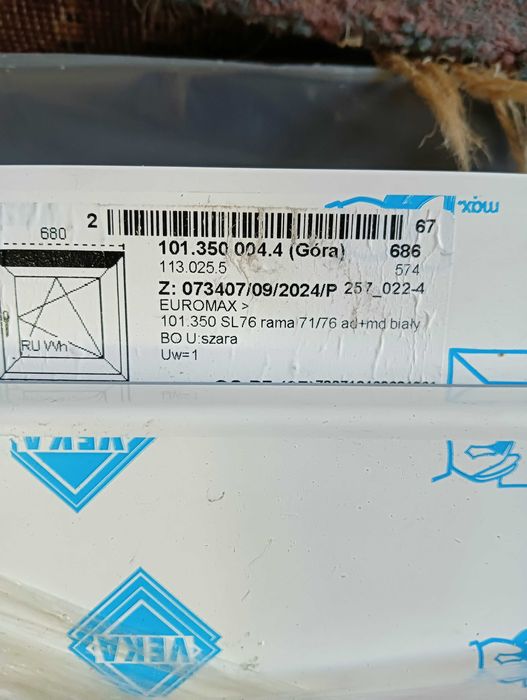 max.
2 67
680
101.350 004.4 (Góra) 686
113.025.5 574
Z: 073407/09/2024/P 257_022-4
EUROMAX >
101.350 SL76 rama 71/76 ad+md biały
RU Wh
BO U:szara
Uw=1
VEKA
VEKA